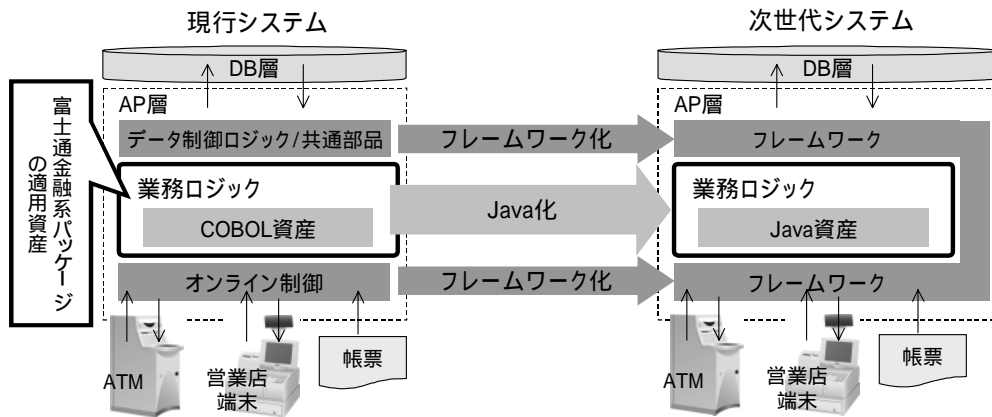 現行システム
次世代システム
DB層
DB層
富士通金融系パッケージ
の適用資産
AP層
データ制御ロジック/共通部品
業務ロジック
COBOL資産
オンライン制御
フレームワーク化
Java化
フレームワーク化
AP層
フレームワーク
業務ロジック
Java資産
フレームワーク
ATM
営業店
端末
帳票
ATM
営業店
端末
帳票